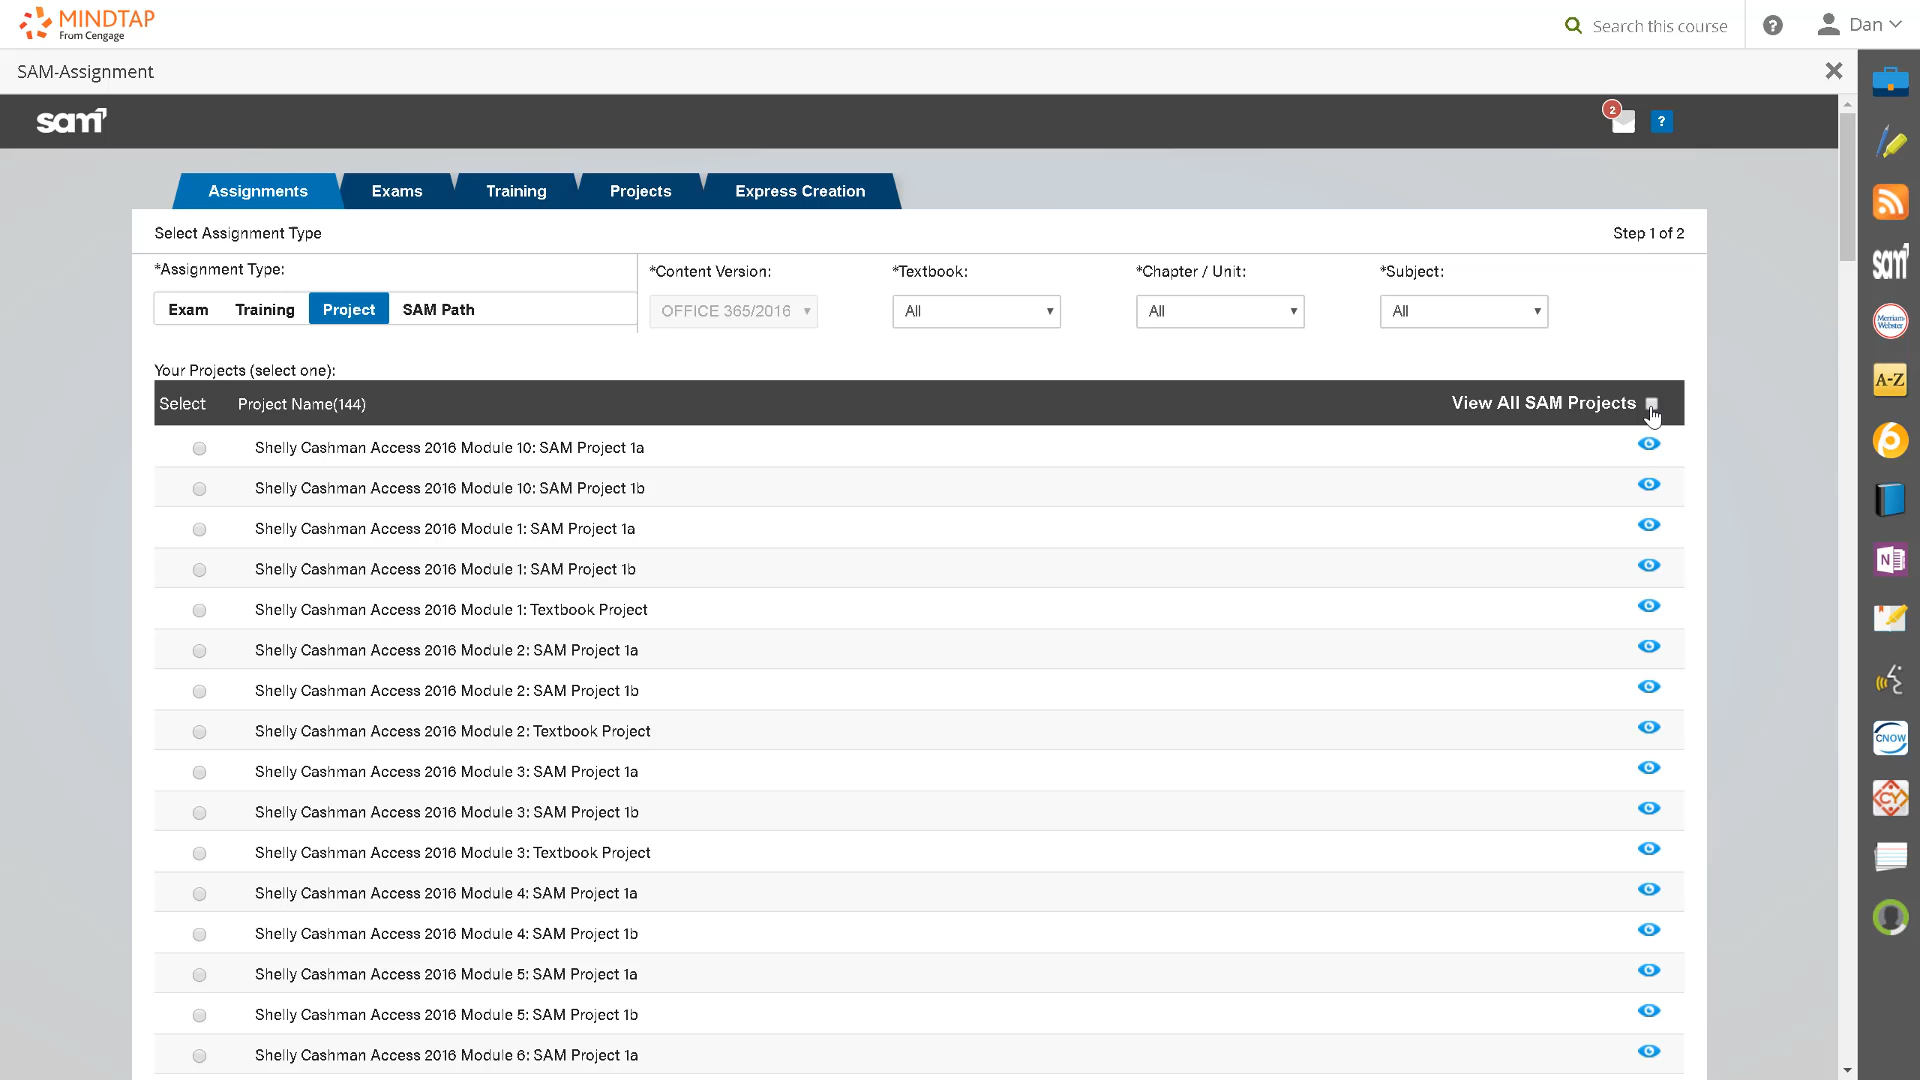 MINDTAP
From Cengage
Search this course
?
Dan
SAM-Assignment
sam
2
?
Assignments
Exams
Training
Projects
Express Creation
Select Assignment Type
Step 1 of 2
*Assignment Type:
*Content Version:
*Textbook:
*Chapter / Unit:
*Subject:
Exam
Training
Project
SAM Path
OFFICE 365/2016
All
All
All
Your Projects (select one):
Select
Project Name(144)
View All SAM Projects
Shelly Cashman Access 2016 Module 10: SAM Project 1a
Shelly Cashman Access 2016 Module 10: SAM Project 1b
Shelly Cashman Access 2016 Module 1: SAM Project 1a
Shelly Cashman Access 2016 Module 1: SAM Project 1b
Shelly Cashman Access 2016 Module 1: Textbook Project
Shelly Cashman Access 2016 Module 2: SAM Project 1a
Shelly Cashman Access 2016 Module 2: SAM Project 1b
Shelly Cashman Access 2016 Module 2: Textbook Project
Shelly Cashman Access 2016 Module 3: SAM Project 1a
Shelly Cashman Access 2016 Module 3: SAM Project 1b
Shelly Cashman Access 2016 Module 3: Textbook Project
Shelly Cashman Access 2016 Module 4: SAM Project 1a
Shelly Cashman Access 2016 Module 4: SAM Project 1b
Shelly Cashman Access 2016 Module 5: SAM Project 1a
Shelly Cashman Access 2016 Module 5: SAM Project 1b
Shelly Cashman Access 2016 Module 6: SAM Project 1a
sam
Merriam-
Webster
A-Z
N
CNOW
CY